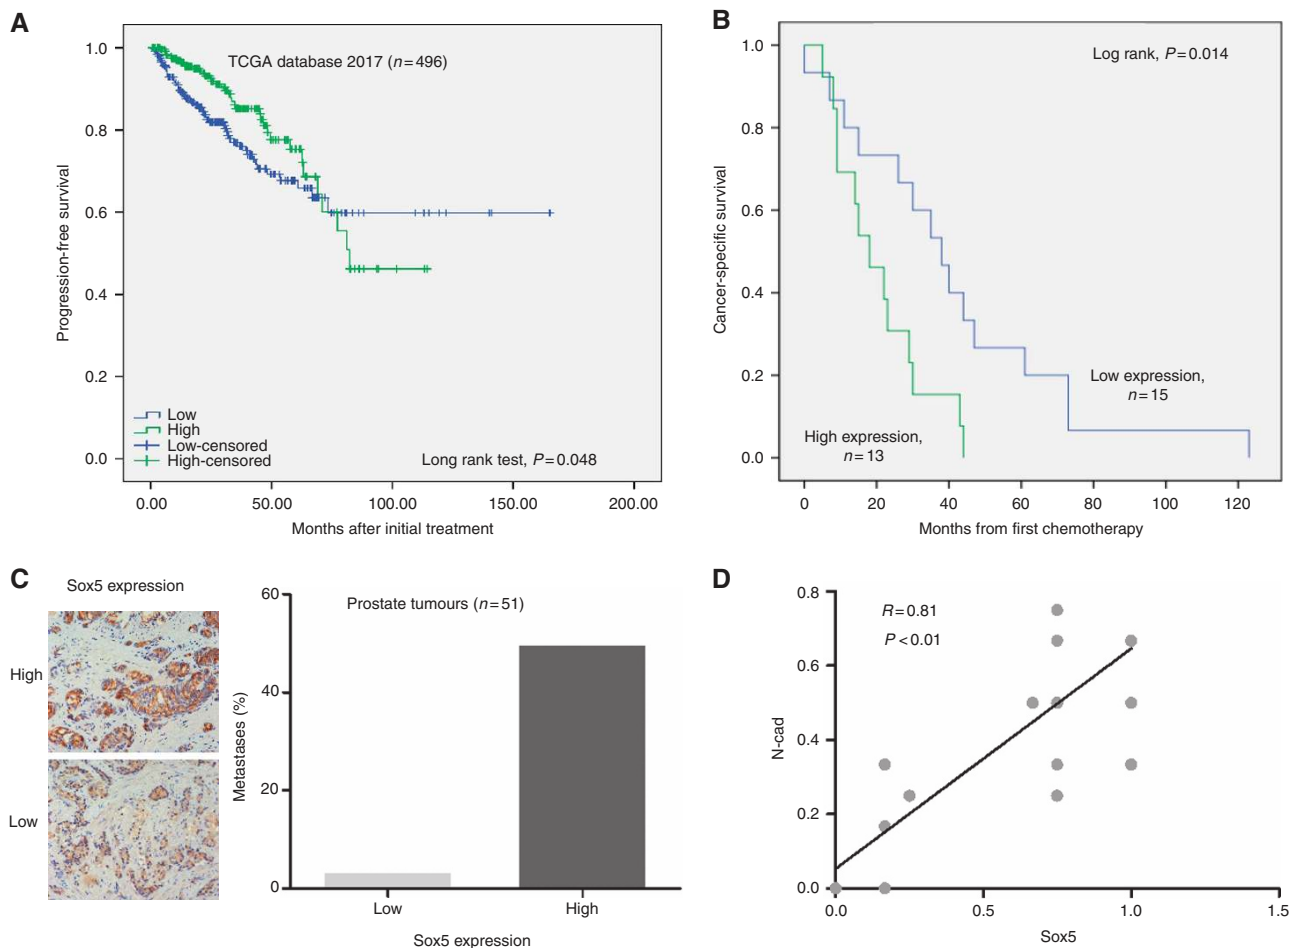 A
TCGA database 2017 (n=496)
1.0
0.8
0.6
0.4
0.2
0.0
Progression-free survival
Low
High
Low-censored
High-censored
Long rank test, P=0.048
0.00
50.00
100.00
150.00
200.00
Months after initial treatment
B
Log rank, P=0.014
1.0
0.8
0.6
0.4
0.2
0.0
Cancer-specific survival
Low expression,
n=15
High expression,
n=13
0
20
40
60
80
100
120
Months from first chemotherapy
C
Sox5 expression
High
Low
Prostate tumours (n=51)
60
40
20
0
Metastases (%)
Low
High
Sox5 expression
D
R=0.81
P<0.01
0.8
0.6
0.4
0.2
0.0
N-cad
0.0
0.5
1.0
1.5
Sox5